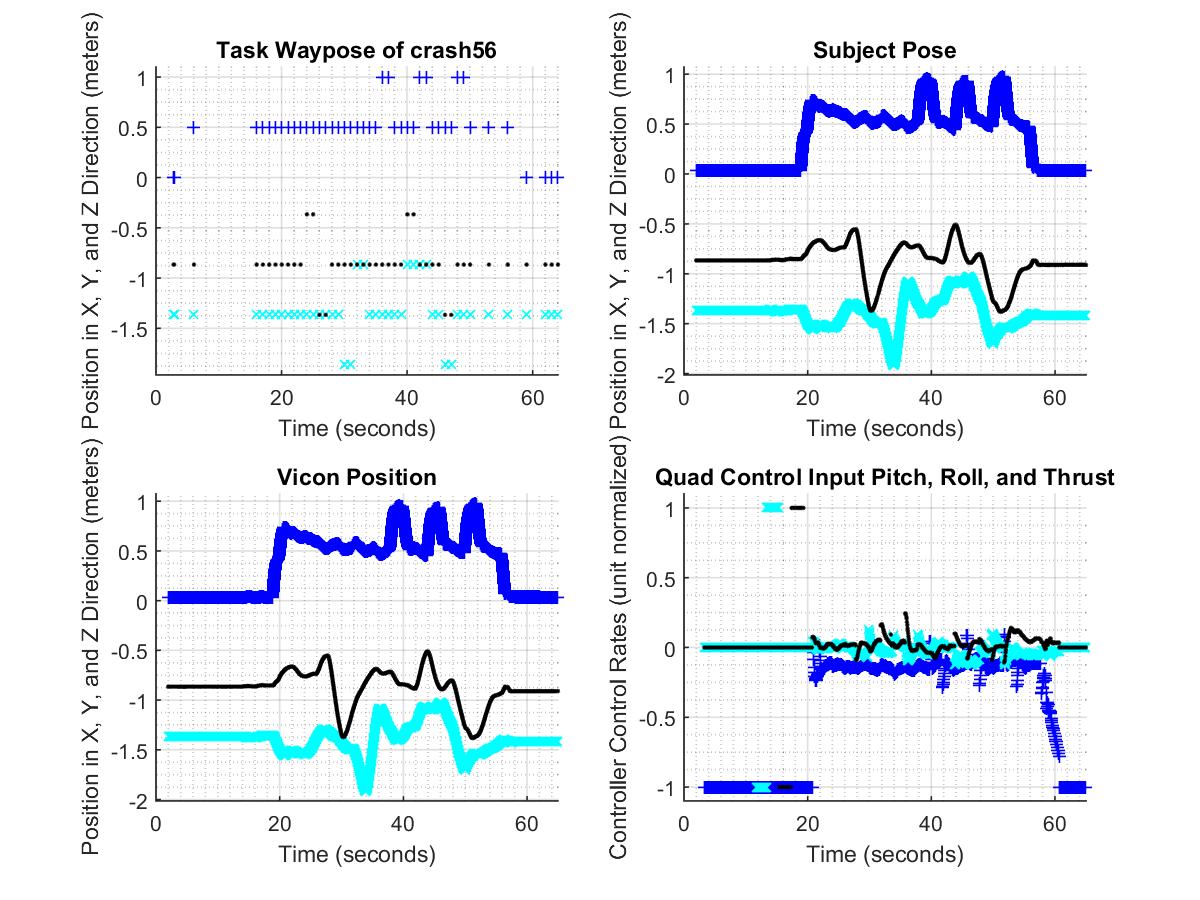 Task Waypose of crash56
Position in X, Y, and Z Direction (meters)
1
0.5
0
-0.5
-1
-1.5
0 20 40 60
Time (seconds)
Subject Pose
Position in X, Y, and Z Direction (meters)
1
0.5
0
-0.5
-1
-1.5
-2
0 20 40 60
Time (seconds)
Vicon Position
Position in X, Y, and Z Direction (meters)
1
0.5
0
-0.5
-1
-1.5
-2
0 20 40 60
Time (seconds)
Quad Control Input Pitch, Roll, and Thrust
Controller Control Rates (unit normalized)
1
0.5
0
-0.5
-1
0 20 40 60
Time (seconds)